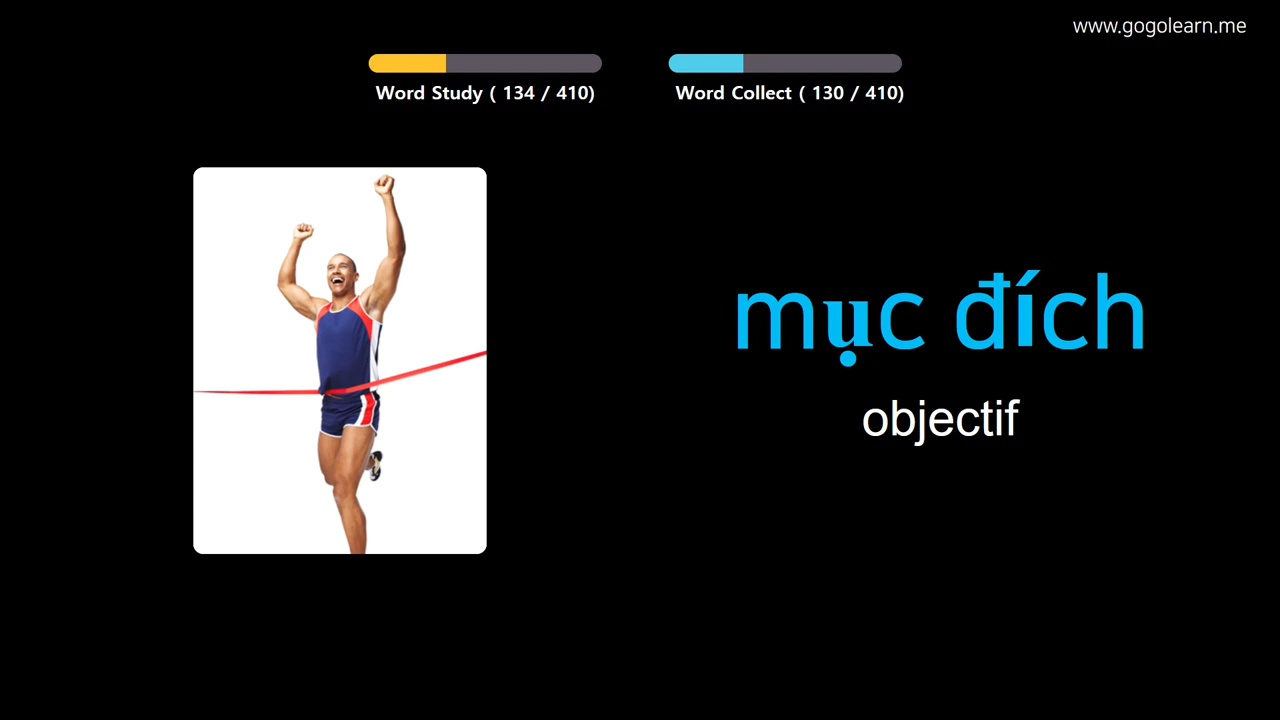 www.gogolearn.me
Word Study ( 134 / 410)
Word Collect ( 130 / 410)
mục đích
objectif